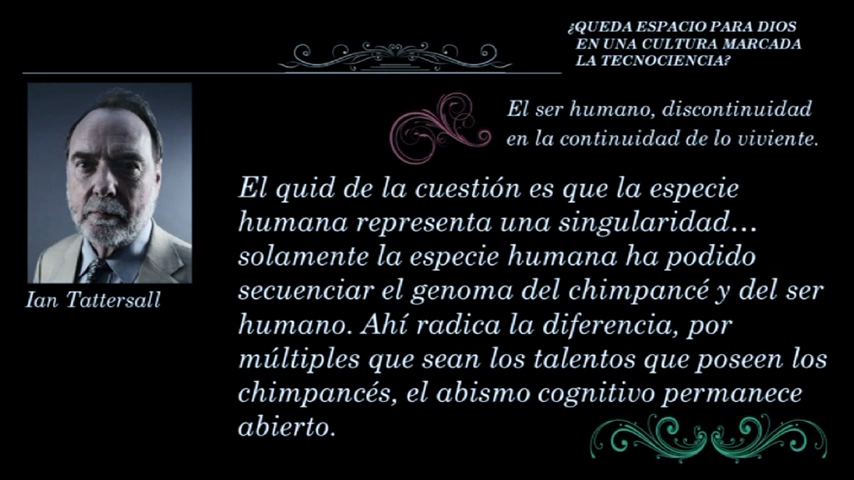 ¿QUEDA ESPACIO PARA DIOS
EN UNA CULTURA MARCADA
LA TECNOCIENCIA?
El ser humano, discontinuidad
en la continuidad de lo viviente.
El quid de la cuestión es que la especie
humana representa una singularidad...
solamente la especie humana ha podido
secuenciar el genoma del chimpancé y del ser
humano. Ahí radica la diferencia, por
múltiples que sean los talentos que poseen los
chimpancés, el abismo cognitivo permanece
abierto.
Ian Tattersall